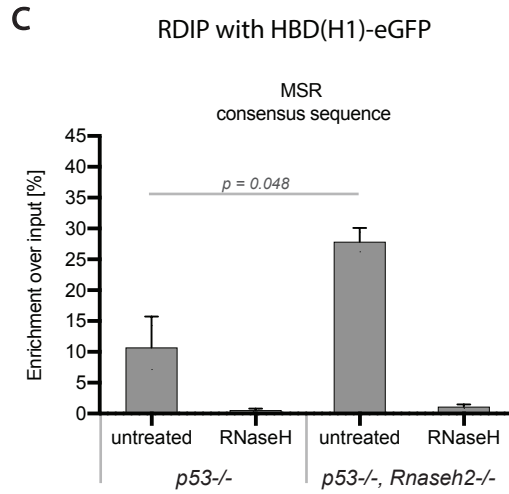 C
RDIP with HBD(H1)-eGFP
MSR
consensus sequence
Enrichment over input [%]
45
40
35
30
25
20
15
10
5
0
p = 0.048
untreated RNaseH untreated RNaseH
p53-/- p53-/-, Rnaseh2-/-